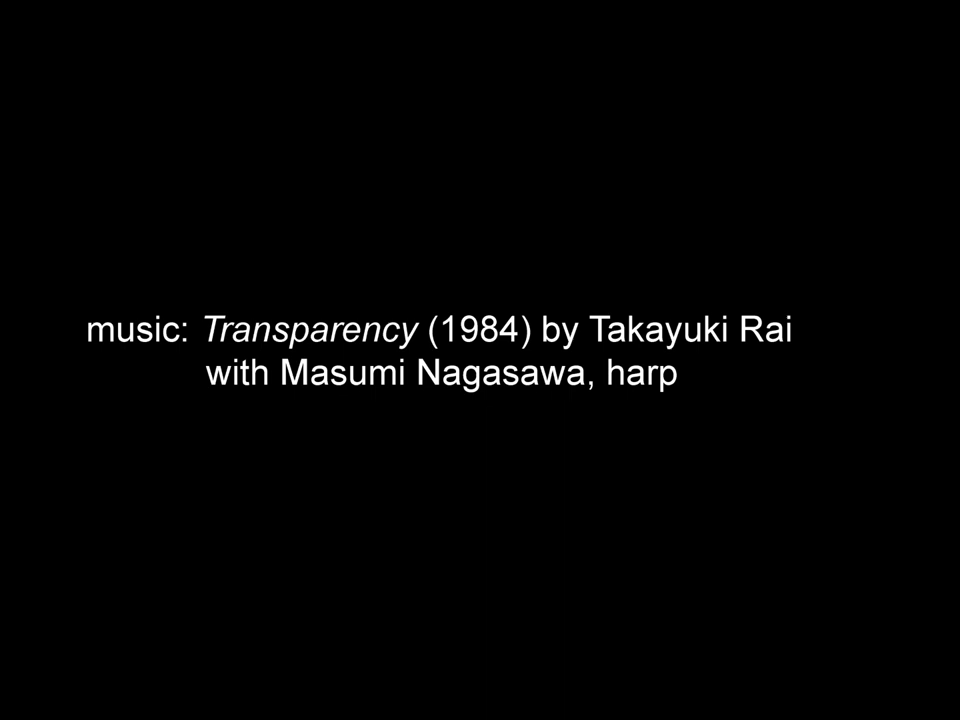 music: Transparency (1984) by Takayuki Rai
with Masumi Nagasawa, harp